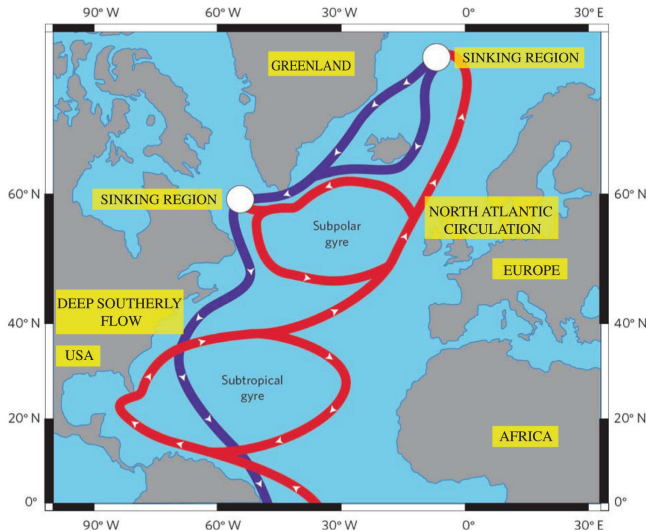 90° W
60° W
30° W
0°
30° E
GREENLAND
SINKING REGION
60° N
SINKING REGION
60° N
Subpolar
gyre
NORTH ATLANTIC
CIRCULATION
EUROPE
DEEP SOUTHERLY
FLOW
40° N
40° N
USA
Subtropical
gyre
20° N
20° N
AFRICA
0°
0°
90° W
60° W
30° W
0°
30° E